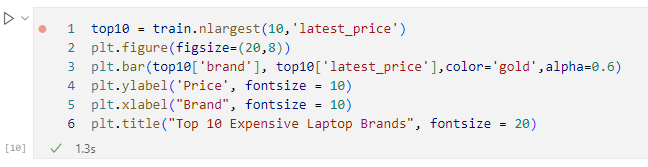 1 top10 = train.nlargest(10,'latest_price')
2 plt.figure(figsize=(20,8))
3 plt.bar(top10['brand'], top10['latest_price'],color='gold',alpha=0.6)
4 plt.ylabel('Price', fontsize = 10)
5 plt.xlabel("Brand", fontsize = 10)
6 plt.title("Top 10 Expensive Laptop Brands", fontsize = 20)
[10] 1.3s